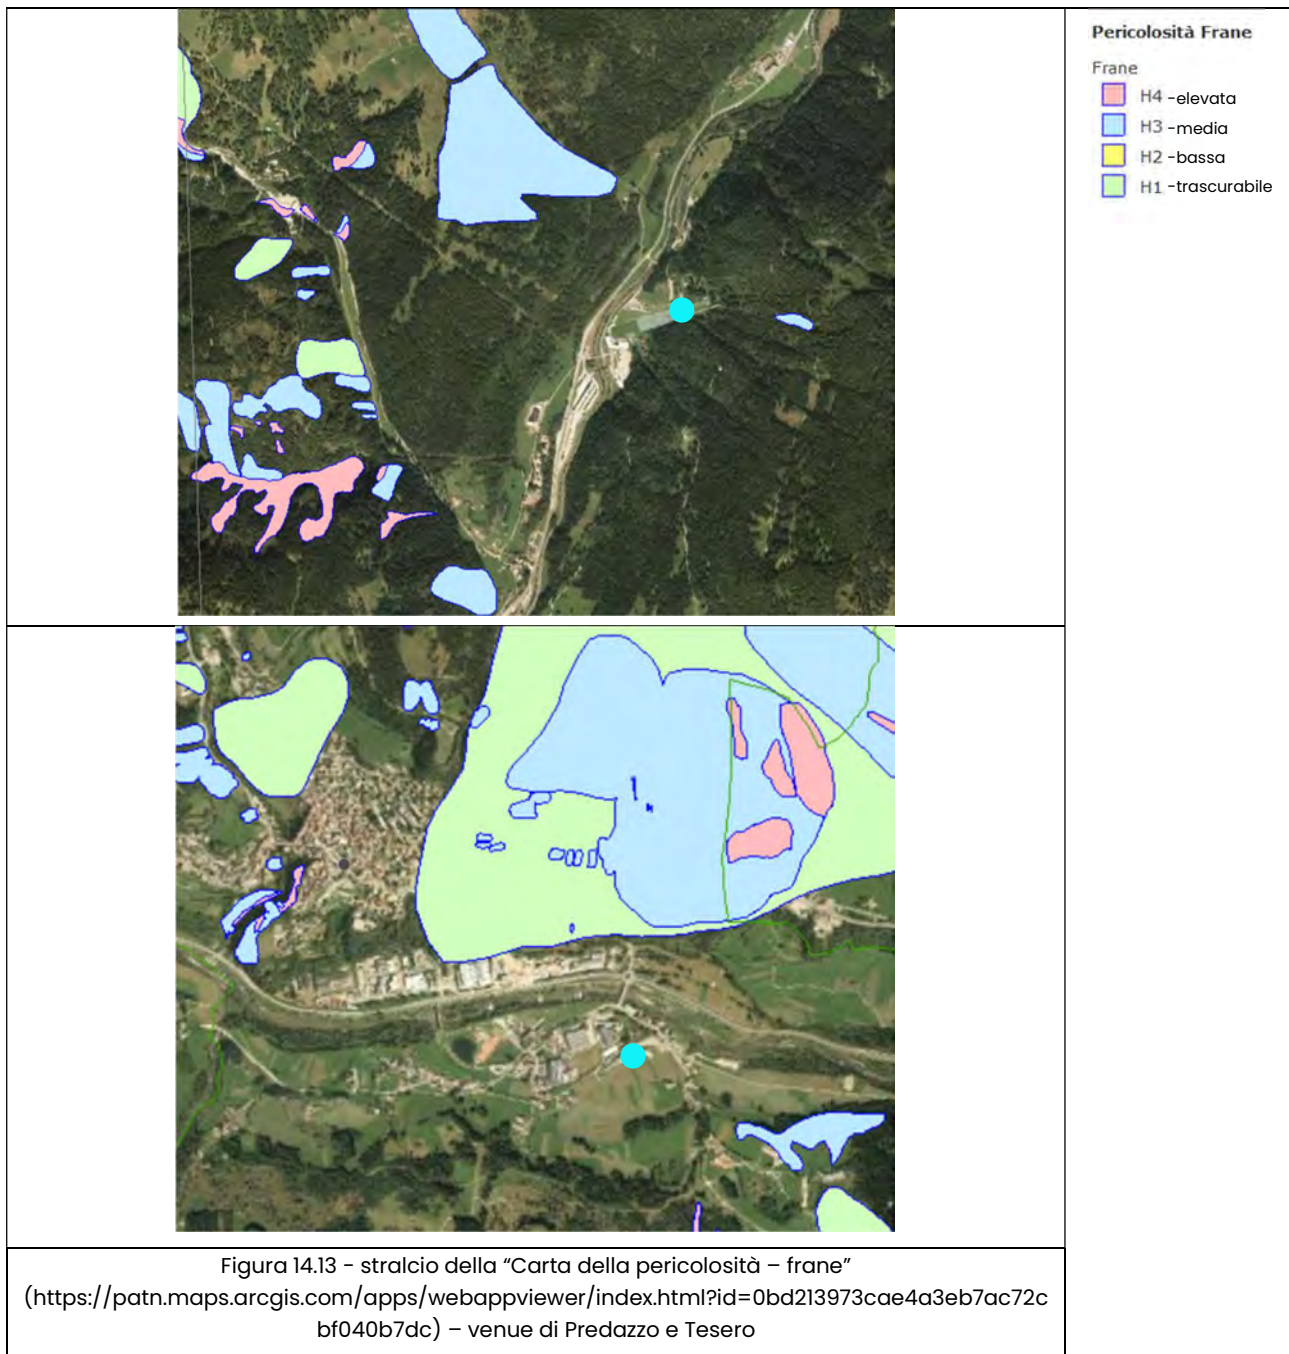 Pericolosità Frane
Frane
H4 -elevata
H3 -media
H2 -bassa
H1 -trascurabile
Figura 14.13 - stralcio della “Carta della pericolosità – frane”
(https://patn.maps.arcgis.com/apps/webappviewer/index.html?id=0bd213973cae4a3eb7ac72c
bf040b7dc) – venue di Predazzo e Tesero